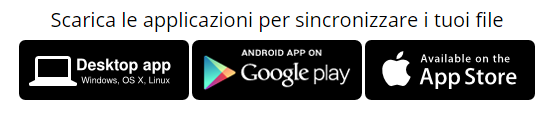 Scarica le applicazioni per sincronizzare i tuoi file
Desktop app
Windows, OS X, Linux
ANDROID APP ON
Google play
Available on the
App Store